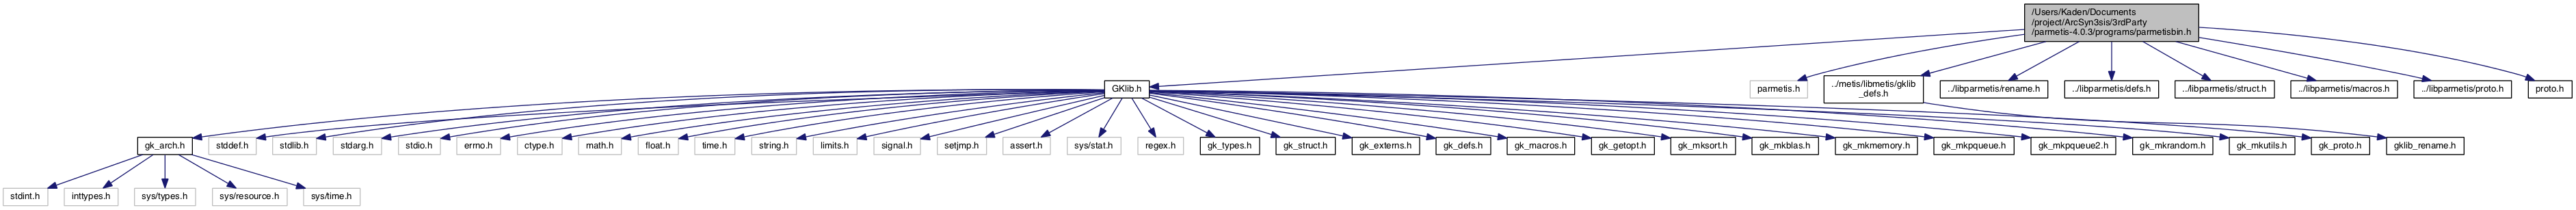 /Users/Kaden/Documents
/project/ArcSyn3sis/3rdParty
/parmetis-4.0.3/programs/parmetisbin.h
GKlib.h
parmetis.h
../metis/libmetis/gklib
_defs.h
../libparmetis/rename.h
../libparmetis/defs.h
../libparmetis/struct.h
../libparmetis/macros.h
../libparmetis/proto.h
proto.h
gk_arch.h
stddef.h
stdlib.h
stdarg.h
stdio.h
errno.h
ctype.h
math.h
float.h
time.h
string.h
limits.h
signal.h
setjmp.h
assert.h
sys/stat.h
regex.h
gk_types.h
gk_struct.h
gk_externs.h
gk_defs.h
gk_macros.h
gk_getopt.h
gk_mksort.h
gk_mkblas.h
gk_mkmemory.h
gk_mkpqueue.h
gk_mkpqueue2.h
gk_mkrandom.h
gk_mkutils.h
gk_proto.h
gklib_rename.h
stdint.h
inttypes.h
sys/types.h
sys/resource.h
sys/time.h